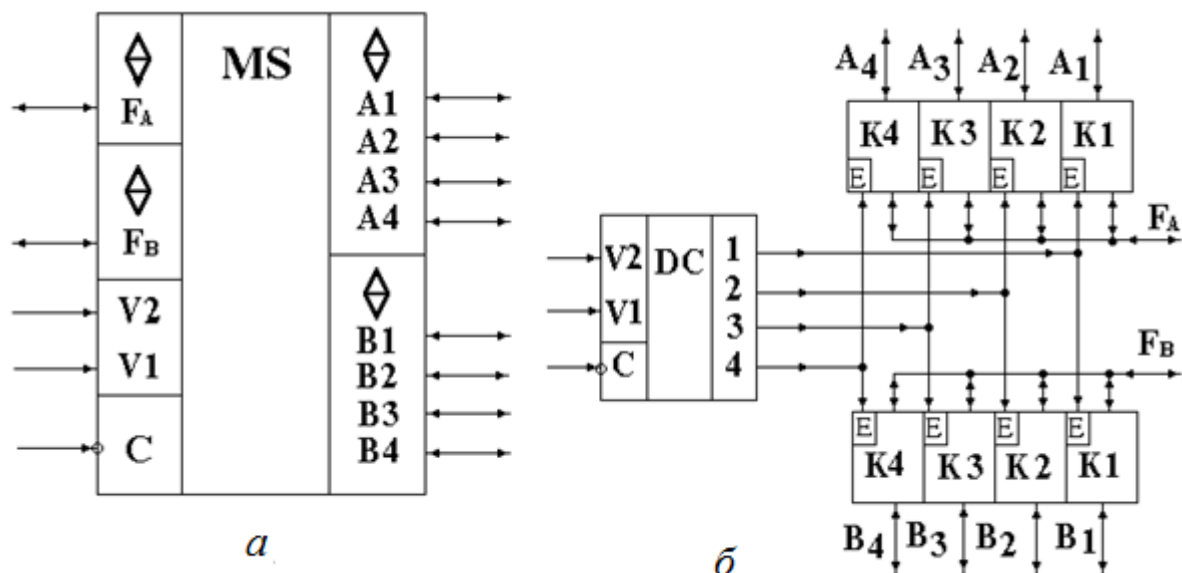 MS
F_A
F_B
V2
V1
C
A1
A2
A3
A4
B1
B2
B3
B4
а
A4 A3 A2 A1
K4 K3 K2 K1
E E E E
F_A
V2 DC 1
V1 2
3
C 4
F_B
E E E E
K4 K3 K2 K1
B4 B3 B2 B1
б